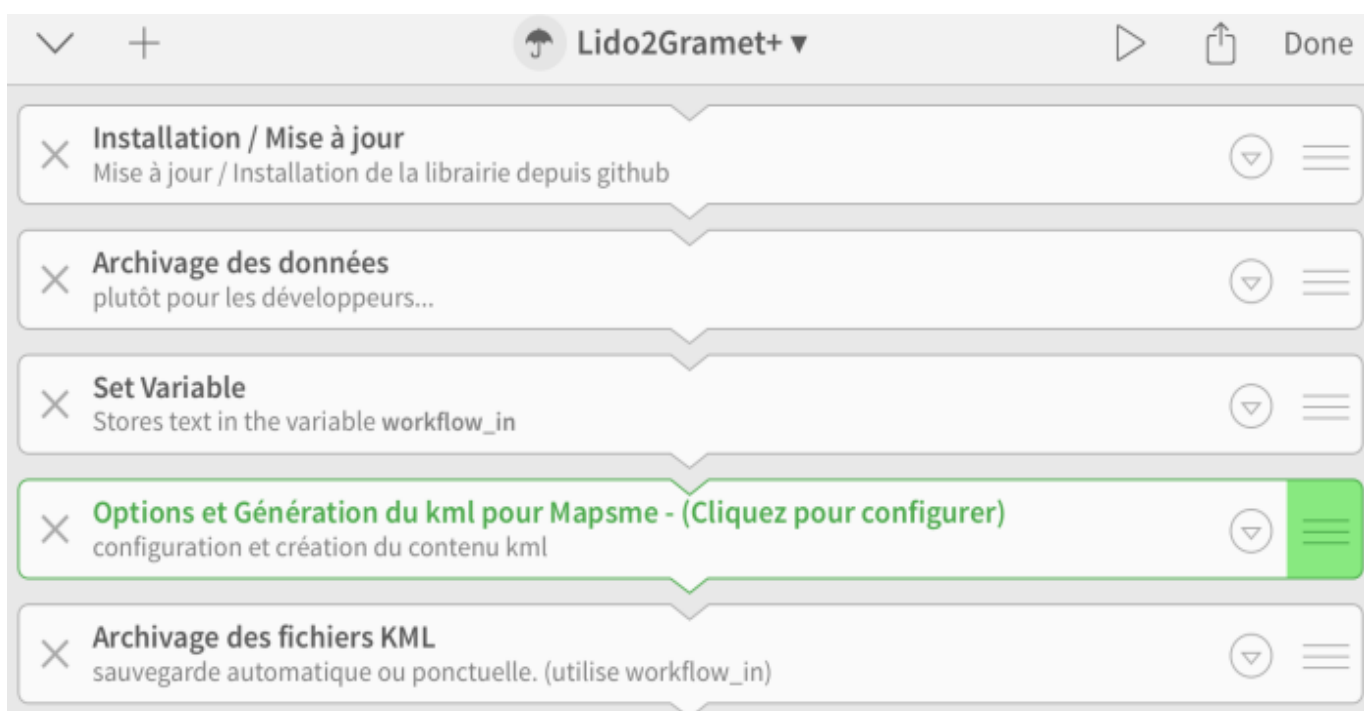 Lido2Gramet+ ▼
Done
Installation / Mise à jour
Mise à jour / Installation de la librairie depuis github
Archivage des données
plutôt pour les développeurs...
Set Variable
Stores text in the variable workflow_in
Options et Génération du kml pour Mapsme - (Cliquez pour configurer)
configuration et création du contenu kml
Archivage des fichiers KML
sauvegarde automatique ou ponctuelle. (utilise workflow_in)